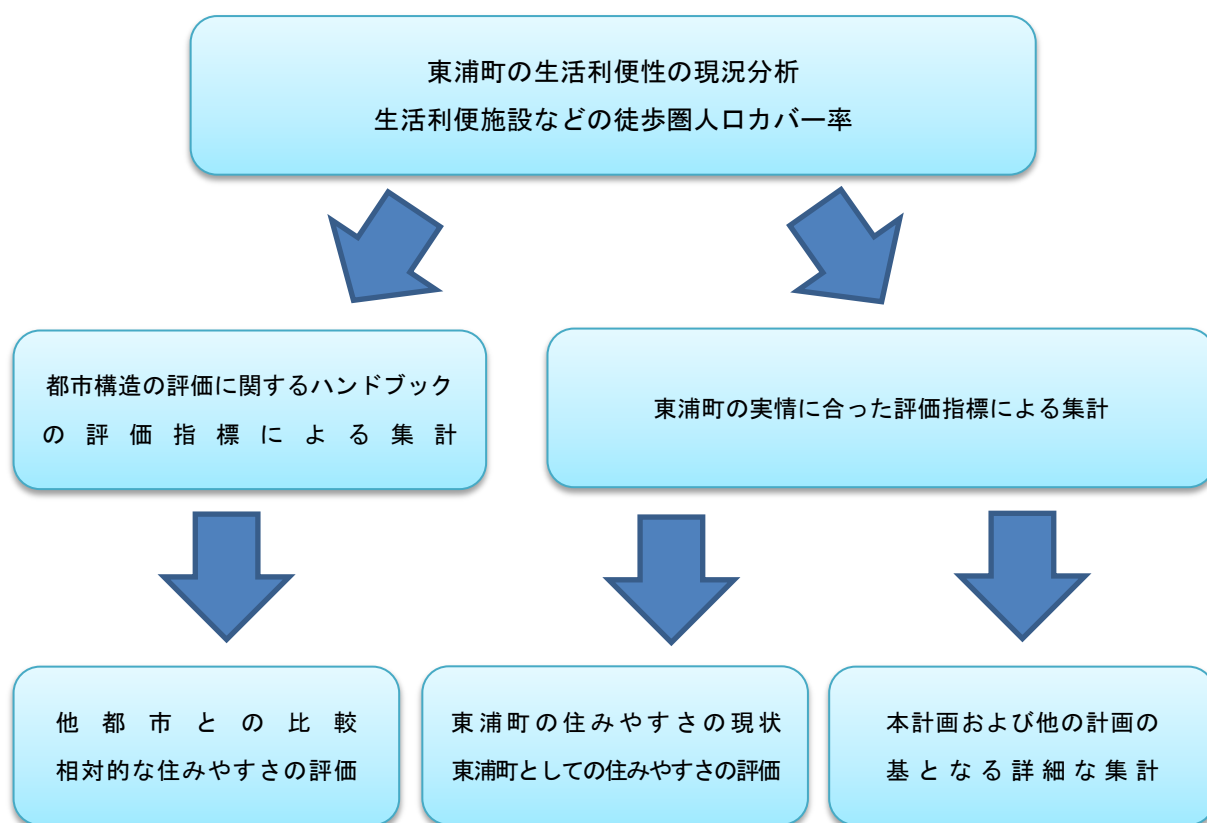 東浦町の生活利便性の現況分析
生活利便施設などの徒歩圏人口カバー率
都市構造の評価に関するハンドブック
の評価指標による集計
東浦町の実情に合った評価指標による集計
他都市との比較
相対的な住みやすさの評価
東浦町の住みやすさの現状
東浦町としての住みやすさの評価
本計画および他の計画の
基となる詳細な集計